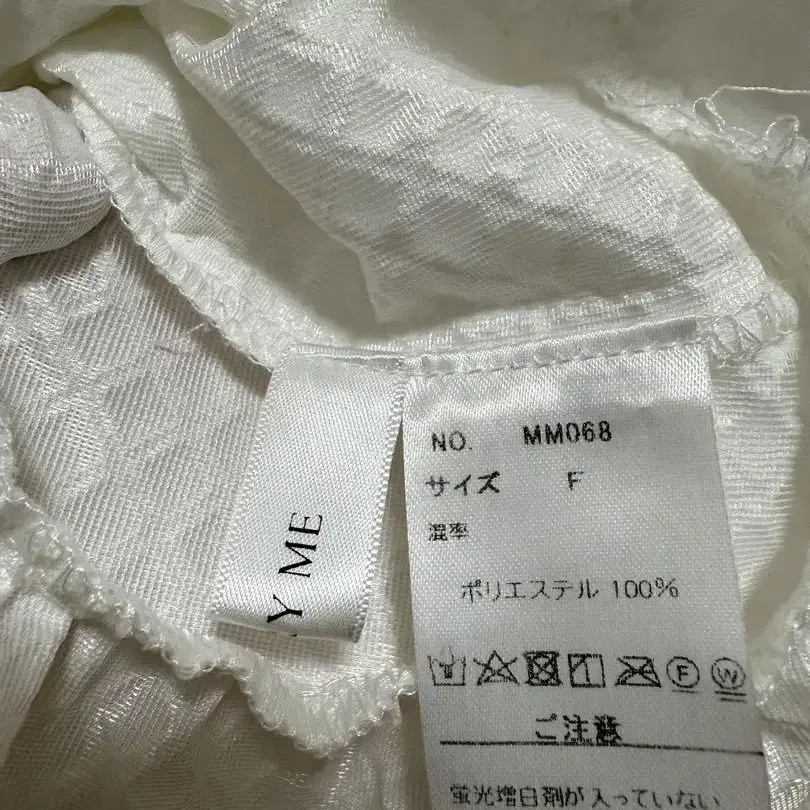 Y ME
NO. MM068
サイズ F
混率
ポリエステル 100%
F W
ご注意
蛍光増白剤が入っていない